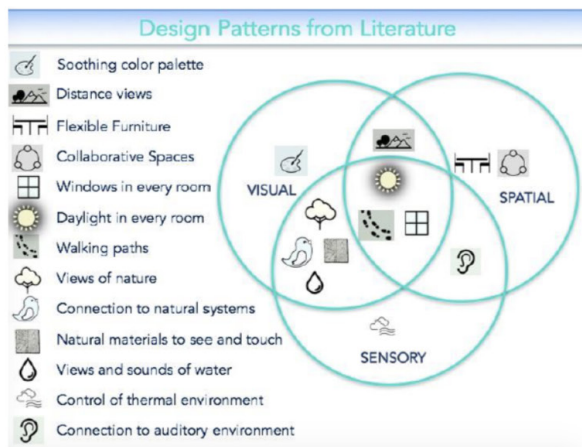 Design Patterns from Literature
Soothing color palette
Distance views
Flexible Furniture
Collaborative Spaces
Windows in every room
Daylight in every room
Walking paths
Views of nature
Connection to natural systems
Natural materials to see and touch
Views and sounds of water
Control of thermal environment
Connection to auditory environment
VISUAL
SPATIAL
SENSORY